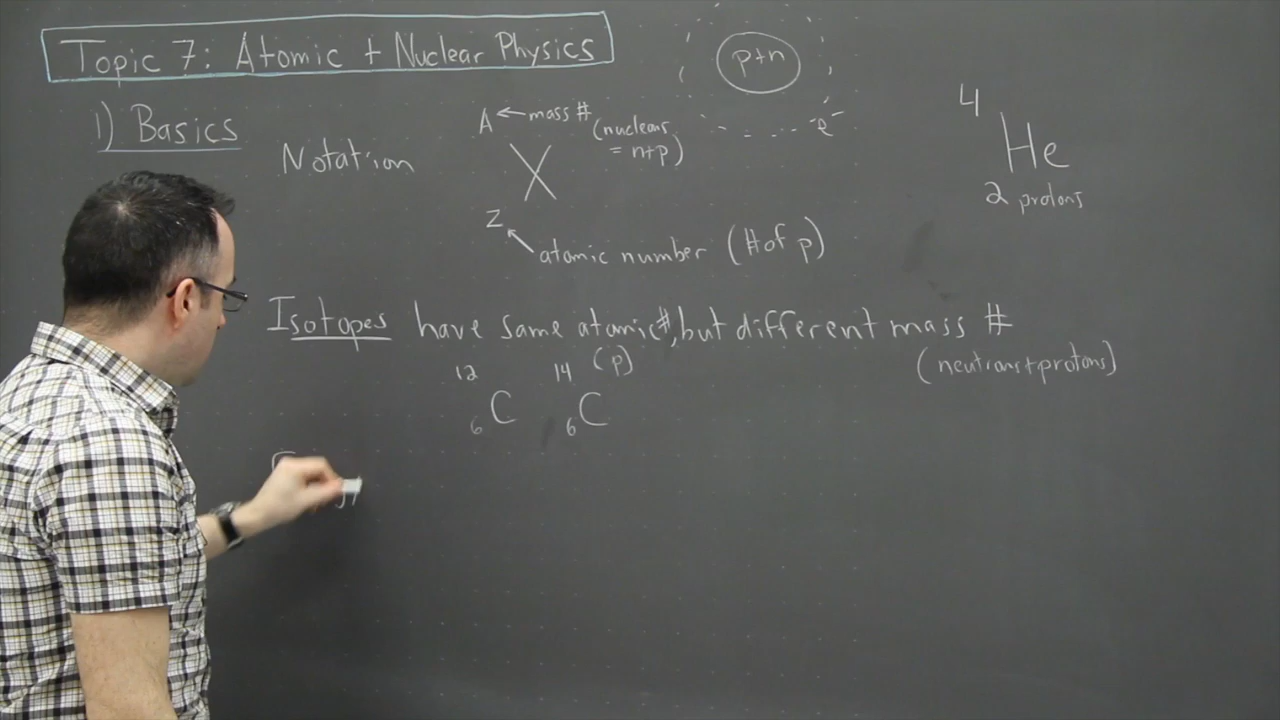 Topic 7: Atomic + Nuclear Physics
p+n
e⁻
1) Basics
Notation
A ← mass # (nucleons
= n+p)
X
Z
atomic number (# of p)
4
He
2 protons
Isotopes have same atomic #, but different mass #
(p)
(neutrons+protons)
12 14
C C
6 6